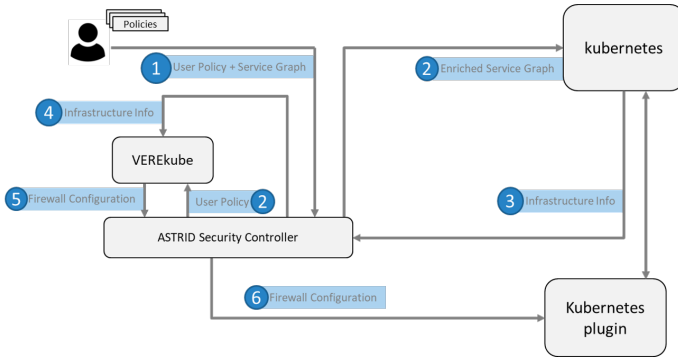 Policies
kubernetes
1 User Policy + Service Graph
2 Enriched Service Graph
4 Infrastructure Info
VEREkube
5 Firewall Configuration
User Policy 2
3 Infrastructure Info
ASTRID Security Controller
6 Firewall Configuration
Kubernetes
plugin